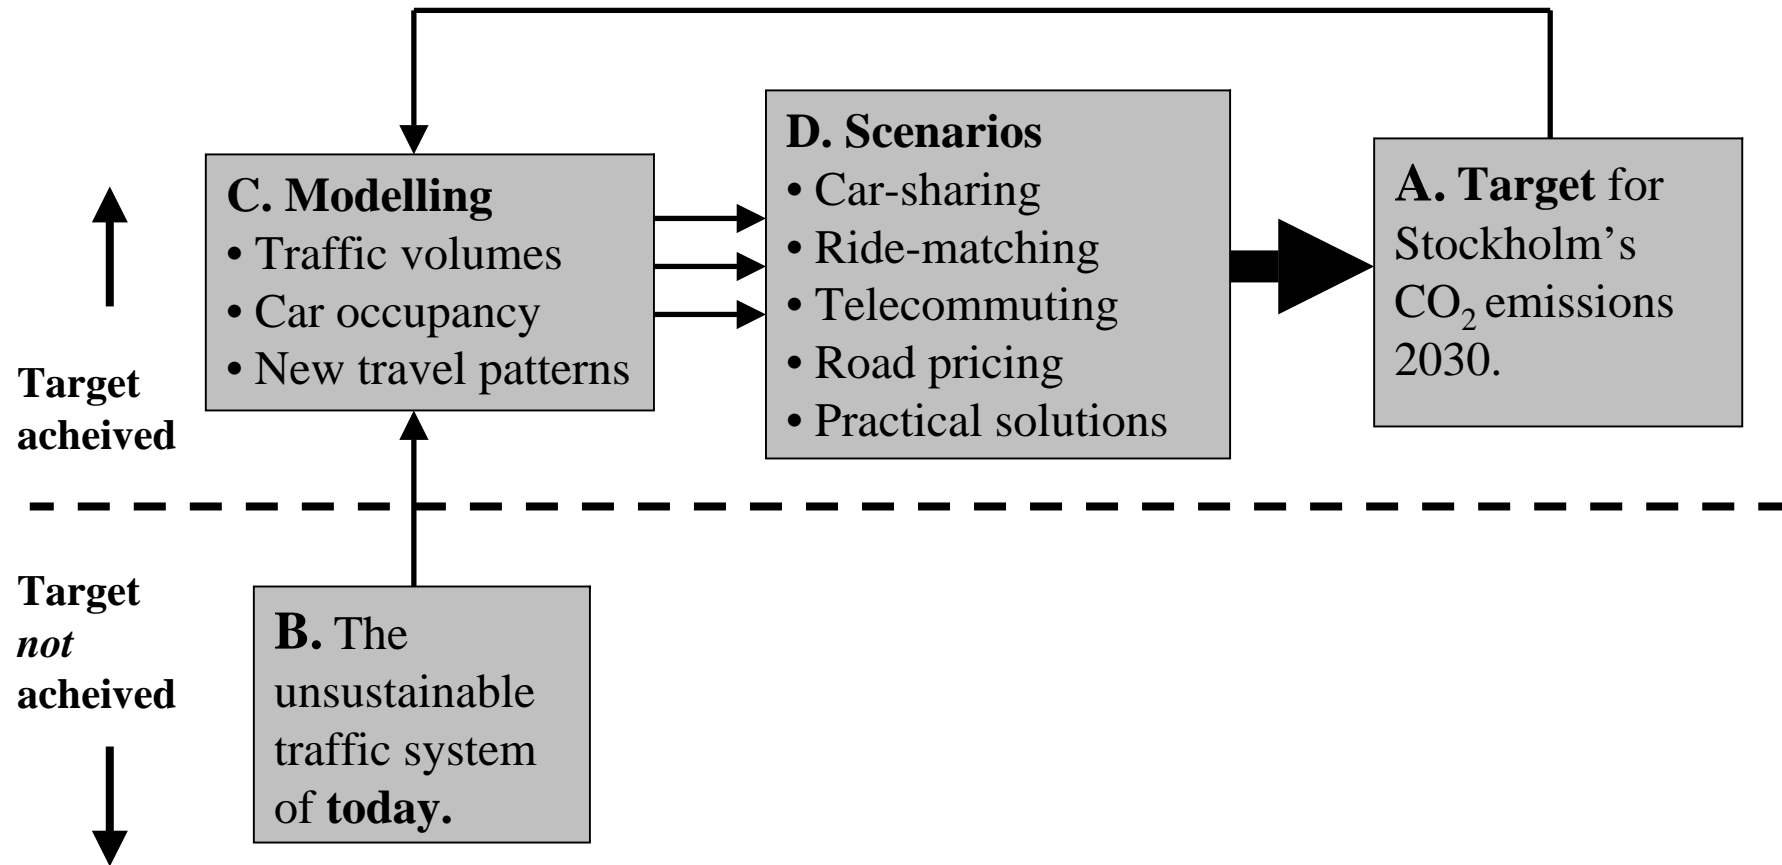 C. Modelling
• Traffic volumes
• Car occupancy
• New travel patterns
D. Scenarios
• Car-sharing
• Ride-matching
• Telecommuting
• Road pricing
• Practical solutions
A. Target for
Stockholm’s
CO₂ emissions
2030.
Target
acheived
Target
not
acheived
B. The
unsustainable
traffic system
of today.